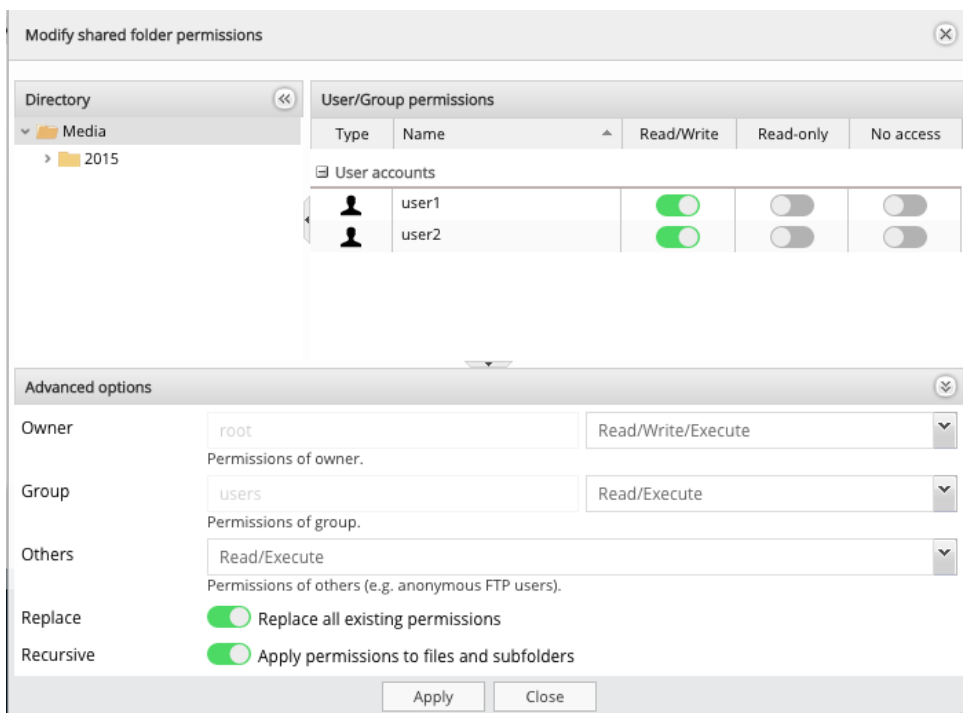 Modify shared folder permissions
Directory
User/Group permissions
Media
2015
Type Name Read/Write Read-only No access
User accounts
user1
user2
Advanced options
Owner root Read/Write/Execute
Permissions of owner.
Group users Read/Execute
Permissions of group.
Others Read/Execute
Permissions of others (e.g. anonymous FTP users).
Replace Replace all existing permissions
Recursive Apply permissions to files and subfolders
Apply Close